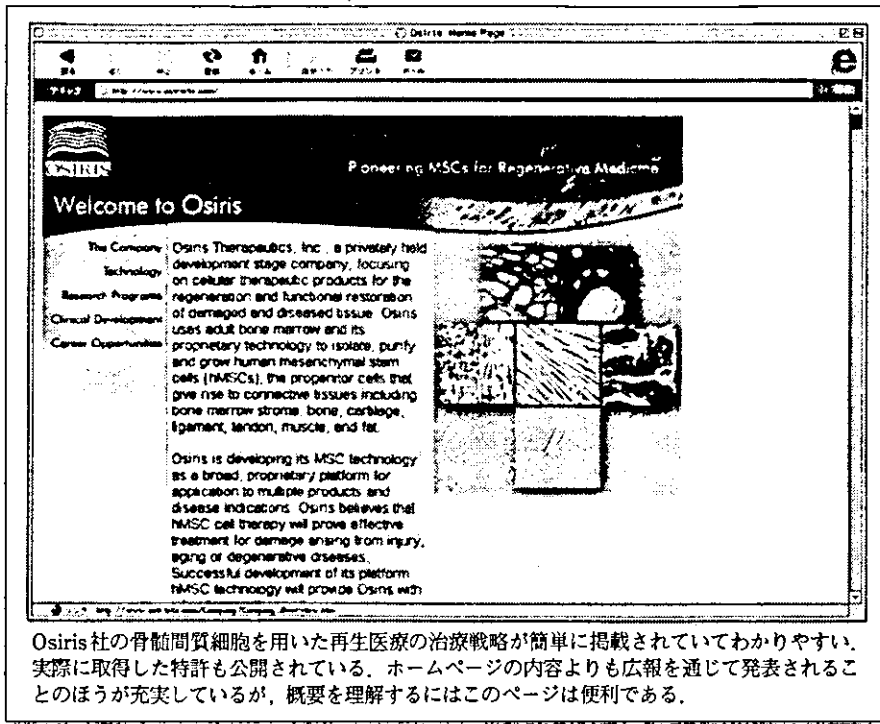 Osiris Home Page
プリント
OSIRIS
Pioneering MSCs for Regenerative Medicine
Welcome to Osiris
The Company
Technology
Research Programs
Clinical Development
Career Opportunities
Osiris Therapeutics, Inc., a privately held
development stage company, focusing
on cellular therapeutic products for the
regeneration and functional restoration
of damaged and diseased tissue. Osiris
uses adult bone marrow and its
proprietary technology to isolate, purify
and grow human mesenchymal stem
cells (hMSCs), the progenitor cells that
give rise to connective tissues including
bone marrow stroma, bone, cartilage,
ligament, tendon, muscle, and fat.
Osiris is developing its MSC technology
as a broad, proprietary platform for
application to multiple products and
disease indications. Osiris believes that
hMSC cell therapy will prove effective
treatment for damage arising from injury,
aging or degenerative diseases.
Successful development of its platform
hMSC technology will provide Osiris with
Osiris社の骨髄間質細胞を用いた再生医療の治療戦略が簡単に掲載されていてわかりやすい．
実際に取得した特許も公開されている．ホームページの内容よりも広報を通じて発表されるこ
とのほうが充実しているが，概要を理解するにはこのページは便利である．